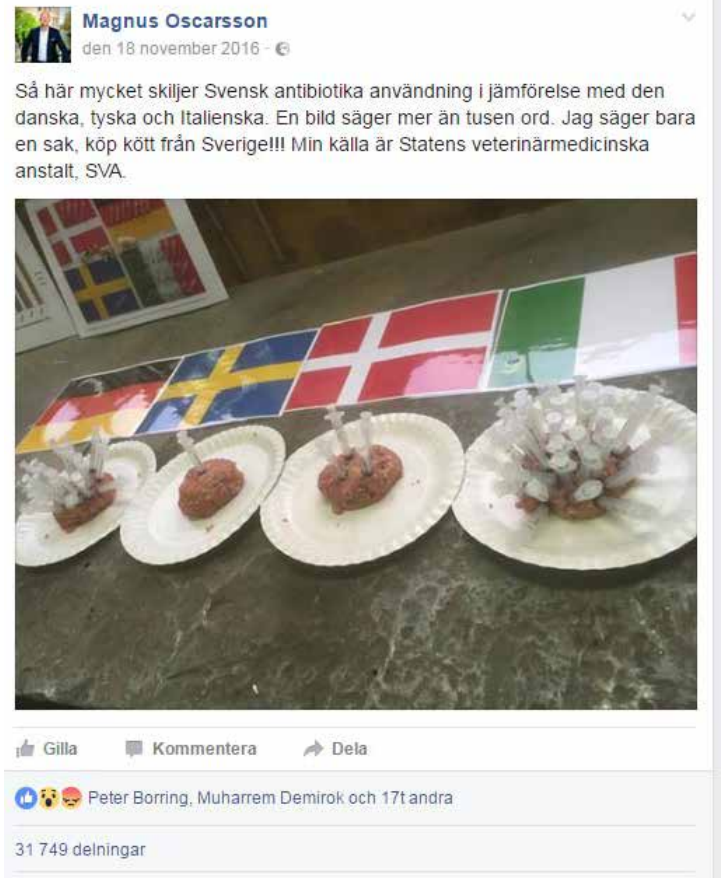 Magnus Oscarsson
den 18 november 2016 ·
Så här mycket skiljer Svensk antibiotika användning i jämförelse med den
danska, tyska och Italienska. En bild säger mer än tusen ord. Jag säger bara
en sak, köp kött från Sverige!!! Min källa är Statens veterinärmedicinska
anstalt, SVA.
Gilla Kommentera Dela
Peter Borring, Muharrem Demirok och 17t andra
31 749 delningar